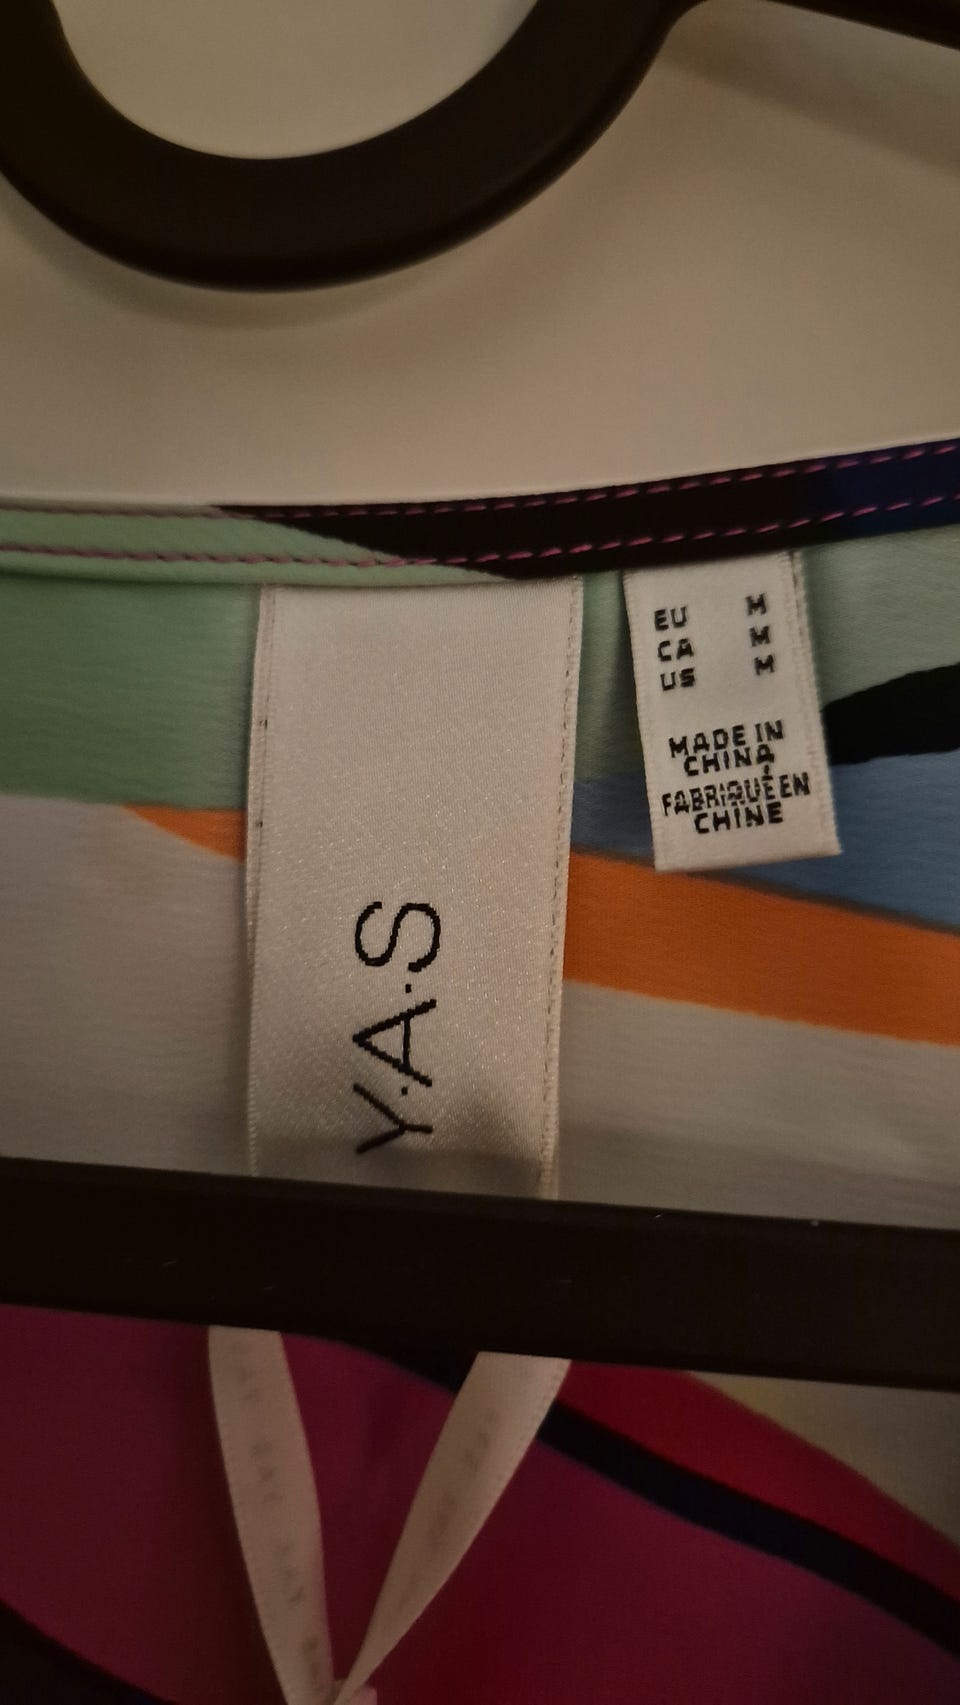 Y.A.S
EU M
CA M
US M
MADE IN
CHINA
FABRIQUÉ EN
CHINE